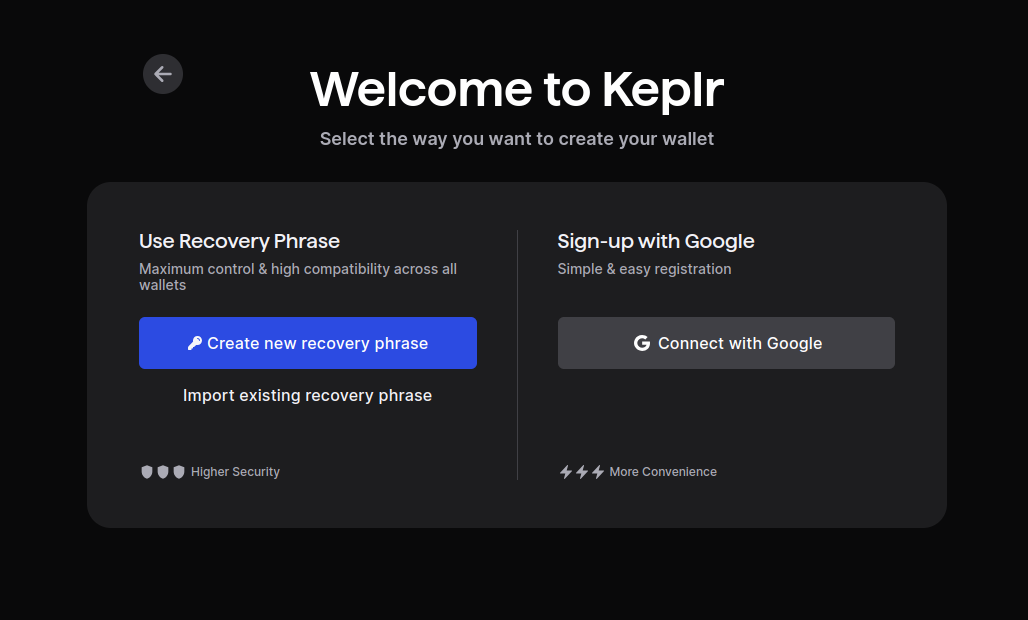 Welcome to Keplr
Select the way you want to create your wallet
Use Recovery Phrase
Maximum control & high compatibility across all
wallets
Create new recovery phrase
Import existing recovery phrase
Higher Security
Sign-up with Google
Simple & easy registration
Connect with Google
More Convenience